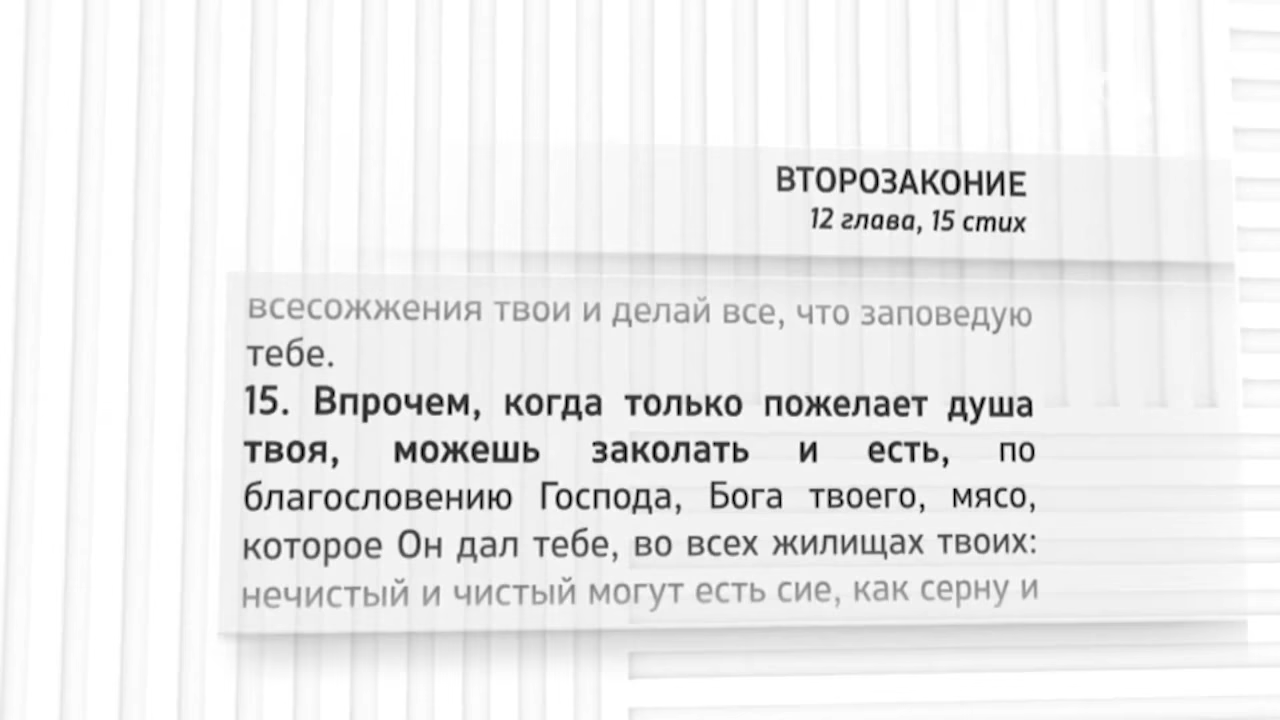 ВТОРОЗАКОНИЕ
12 глава, 15 стих
всесожжения твои и делай все, что заповедую
тебе.
15. Впрочем, когда только пожелает душа
твоя, можешь заколать и есть, по
благословению Господа, Бога твоего, мясо,
которое Он дал тебе, во всех жилищах твоих:
нечистый и чистый могут есть сие, как серну и